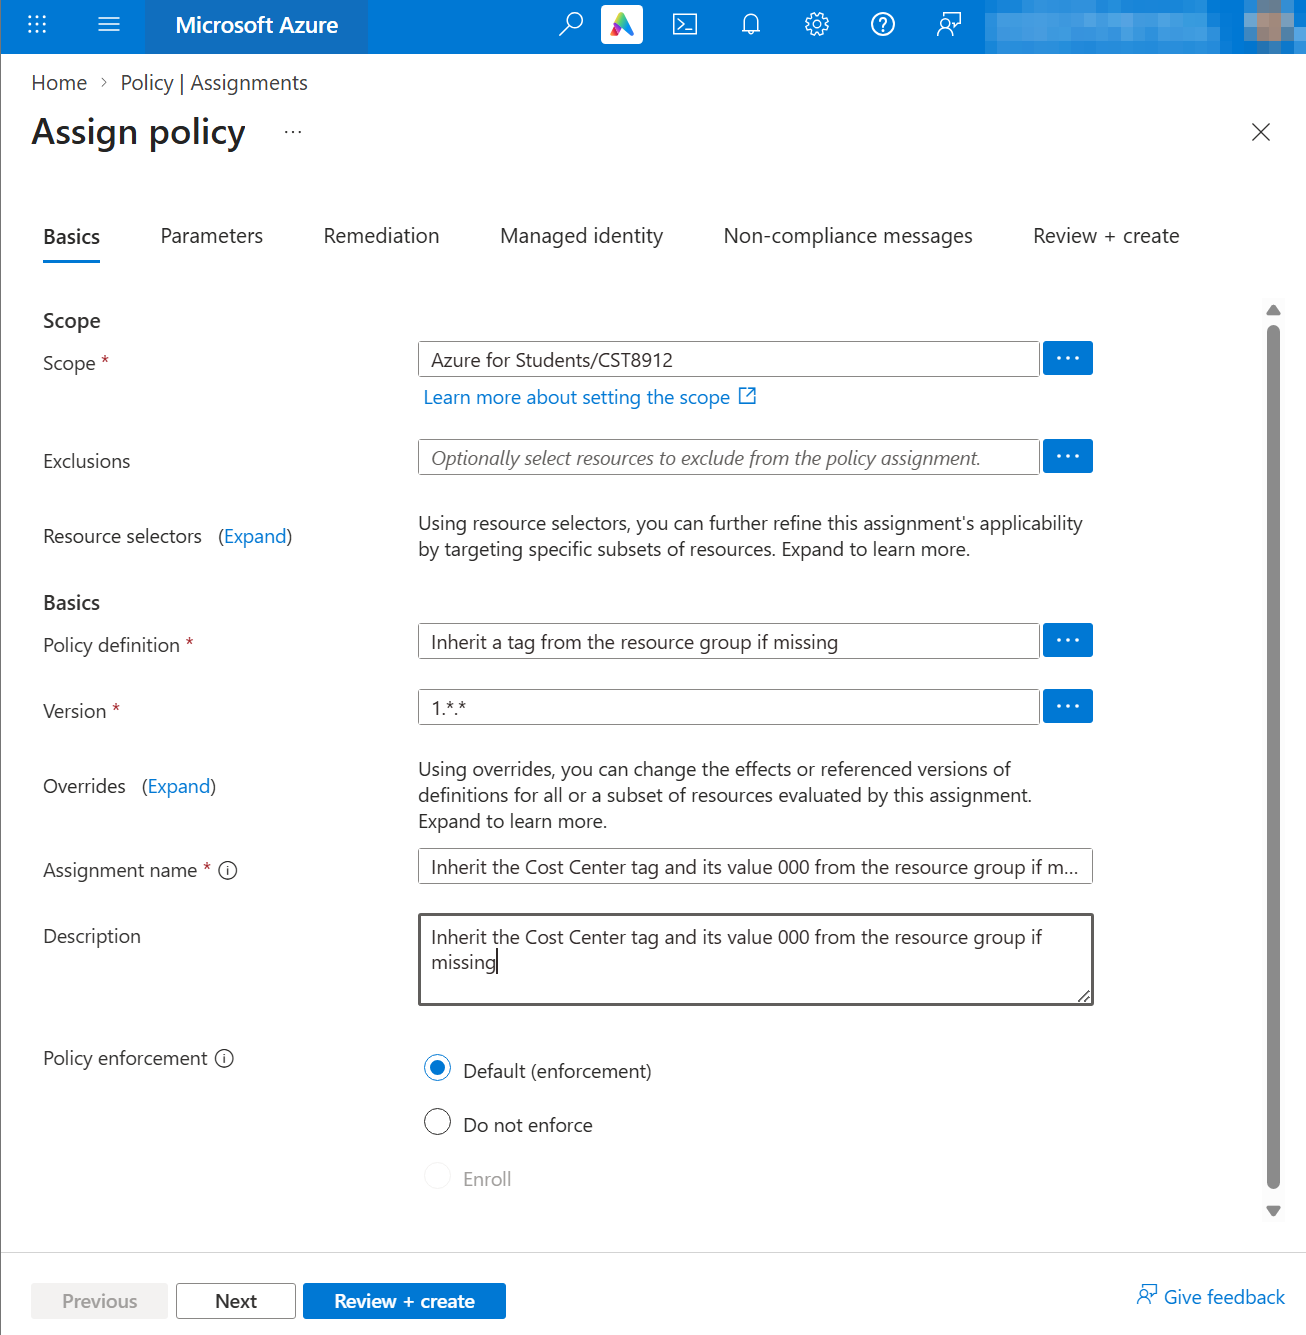 Microsoft Azure
Home > Policy | Assignments
Assign policy ...
Basics Parameters Remediation Managed identity Non-compliance messages Review + create
Scope
Scope * Azure for Students/CST8912
Learn more about setting the scope
Exclusions Optionally select resources to exclude from the policy assignment.
Resource selectors (Expand) Using resource selectors, you can further refine this assignment's applicability
by targeting specific subsets of resources. Expand to learn more.
Basics
Policy definition * Inherit a tag from the resource group if missing
Version * 1.*.*
Overrides (Expand) Using overrides, you can change the effects or referenced versions of
definitions for all or a subset of resources evaluated by this assignment.
Expand to learn more.
Assignment name * Inherit the Cost Center tag and its value 000 from the resource group if m...
Description Inherit the Cost Center tag and its value 000 from the resource group if
missing
Policy enforcement Default (enforcement)
Do not enforce
Enroll
Previous Next Review + create Give feedback